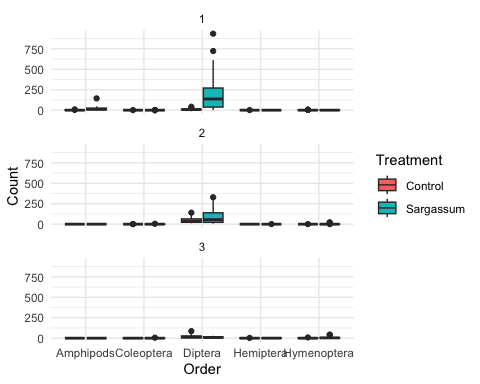 1
750
500
250
0
2
750
500
250
0
3
750
500
250
0
Count
Amphipods Coleoptera Diptera Hemiptera Hymenoptera
Order
Treatment
Control
Sargassum